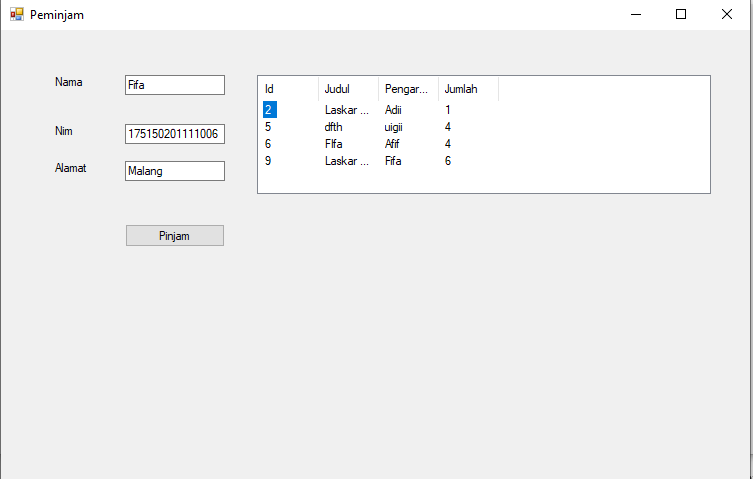 Peminjam
Nama Fifa
Nim 175150201111006
Alamat Malang
Pinjam
Id Judul Pengar... Jumlah
2 Laskar ... Adii 1
5 dfth uigii 4
6 FIfa Afif 4
9 Laskar ... Fifa 6